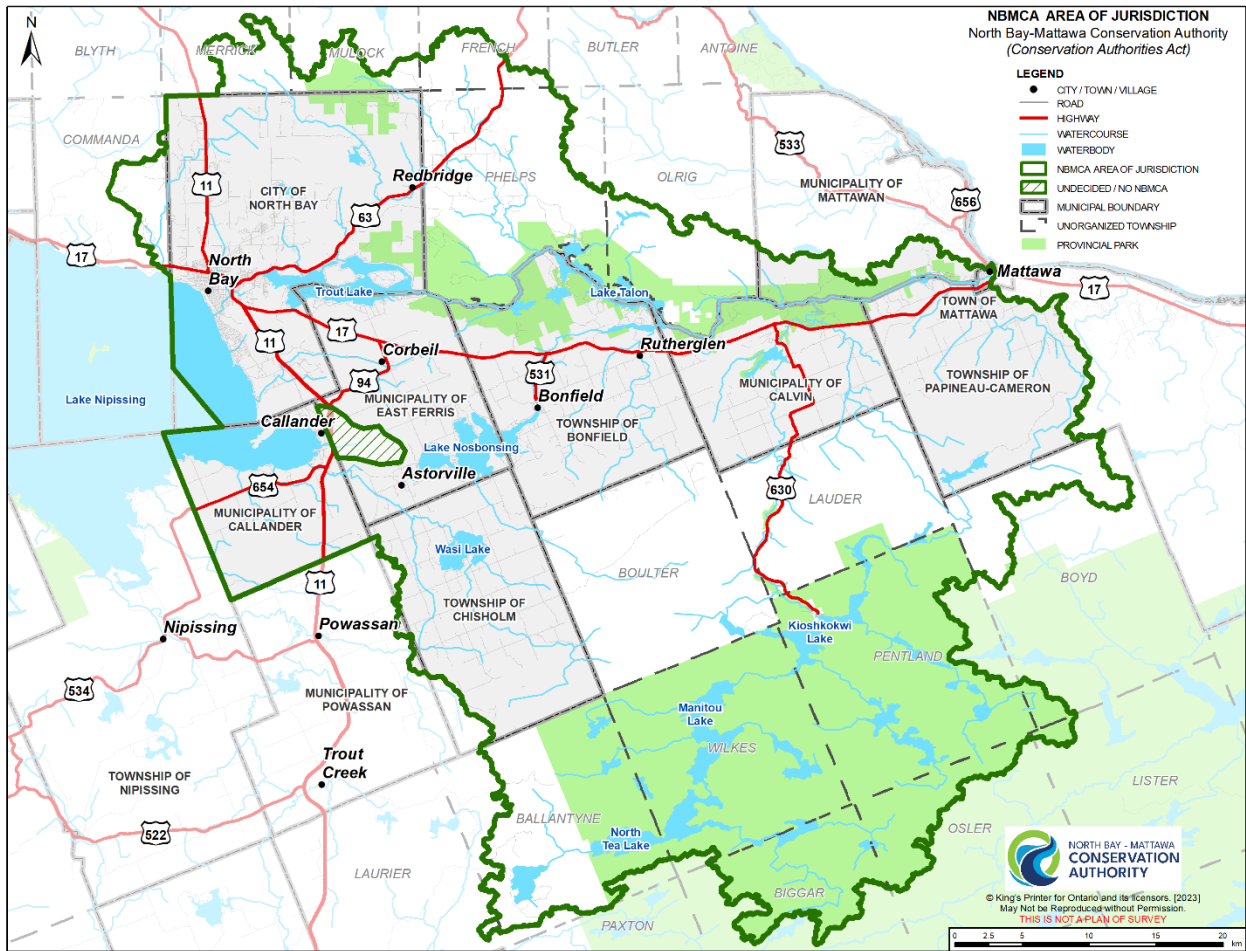 N
NBMCA AREA OF JURISDICTION
North Bay-Mattawa Conservation Authority
(Conservation Authorities Act)
LEGEND
CITY / TOWN / VILLAGE
ROAD
HIGHWAY
WATERCOURSE
WATERBODY
NBMCA AREA OF JURISDICTION
UNDECIDED / NO NBMCA
MUNICIPAL BOUNDARY
UNORGANIZED TOWNSHIP
PROVINCIAL PARK
BLYTH
MERRICK
MULOCK
FRENCH
BUTLER
ANTOINE
COMMANDA
533
11
Redbridge
PHELPS
OLRIG
MUNICIPALITY OF
MATTAWAN
CITY OF
NORTH BAY
656
63
17
North
Bay
Mattawa
17
Trout Lake
Lake Talon
TOWN OF
MATTAWA
17
11
Corbeil
Rutherglen
94
531
MUNICIPALITY OF
EAST FERRIS
Bonfield
MUNICIPALITY OF
CALVIN
TOWNSHIP OF
PAPINEAU-CAMERON
Lake Nipissing
Callander
TOWNSHIP OF
BONFIELD
Lake Nosbonsing
Astorville
654
MUNICIPALITY OF
CALLANDER
630
LAUDER
Wasi Lake
BOULTER
BOYD
11
TOWNSHIP OF
CHISHOLM
Nipissing
Powassan
Kioshkokwi
Lake
PENTLAND
534
MUNICIPALITY OF
POWASSAN
Manitou
Lake
WILKES
Trout
Creek
TOWNSHIP OF
NIPISSING
LISTER
522
BALLANTYNE
North
Tea Lake
OSLER
LAURIER
BIGGAR
PAXTON
NORTH BAY - MATTAWA
CONSERVATION
AUTHORITY
© King's Printer for Ontario and its licensors. [2023]
May Not be Reproduced without Permission.
THIS IS NOT A PLAN OF SURVEY
0 2.5 5 10 15 20
km